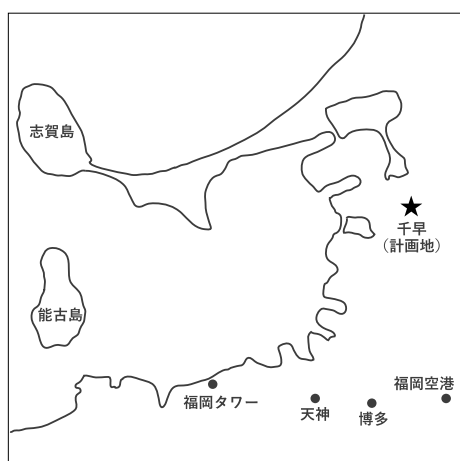 志賀島
千早
（計画地）
能古島
福岡空港
福岡タワー
天神
博多